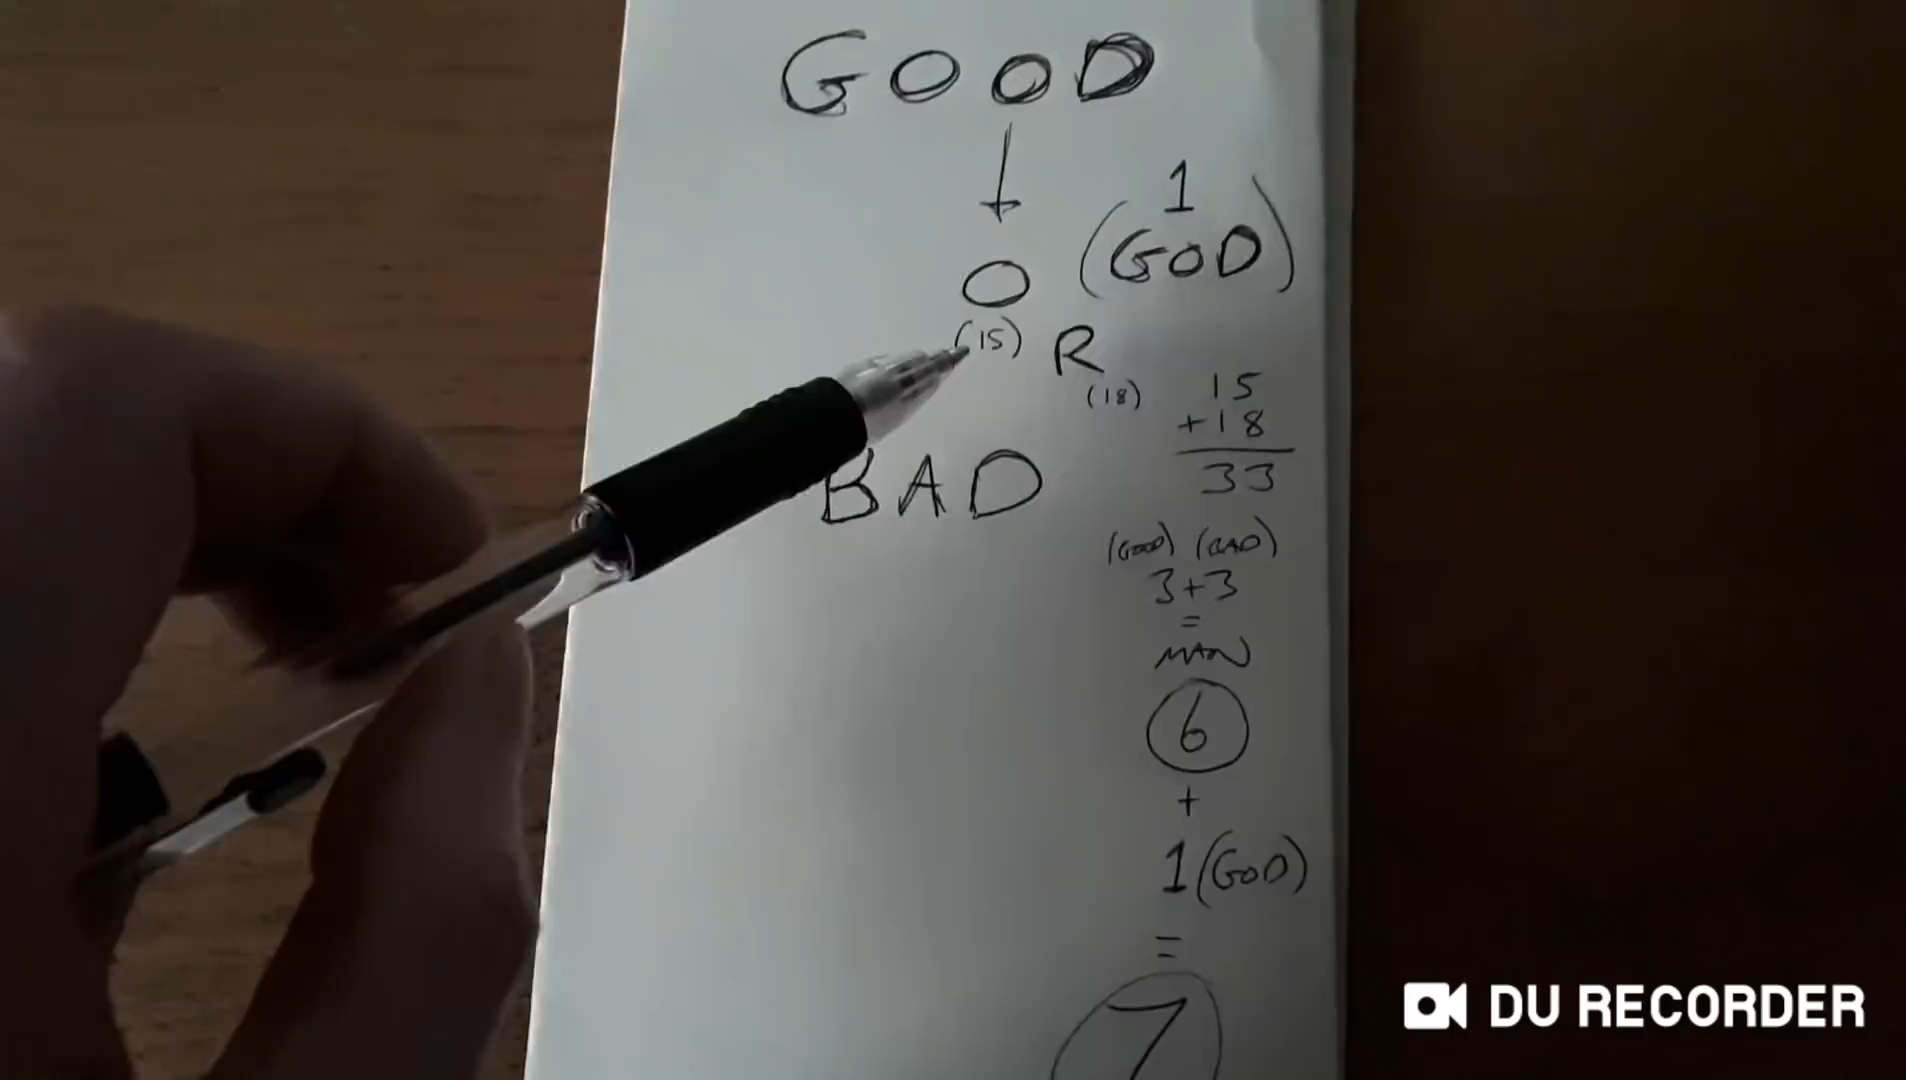 GOOD
1
O (GOD)
(15) R
(18)
15
+18
33
BAD
(GOOD) (BAD)
3+3
=
MAN
6
+
1 (GOD)
=
7
DU RECORDER